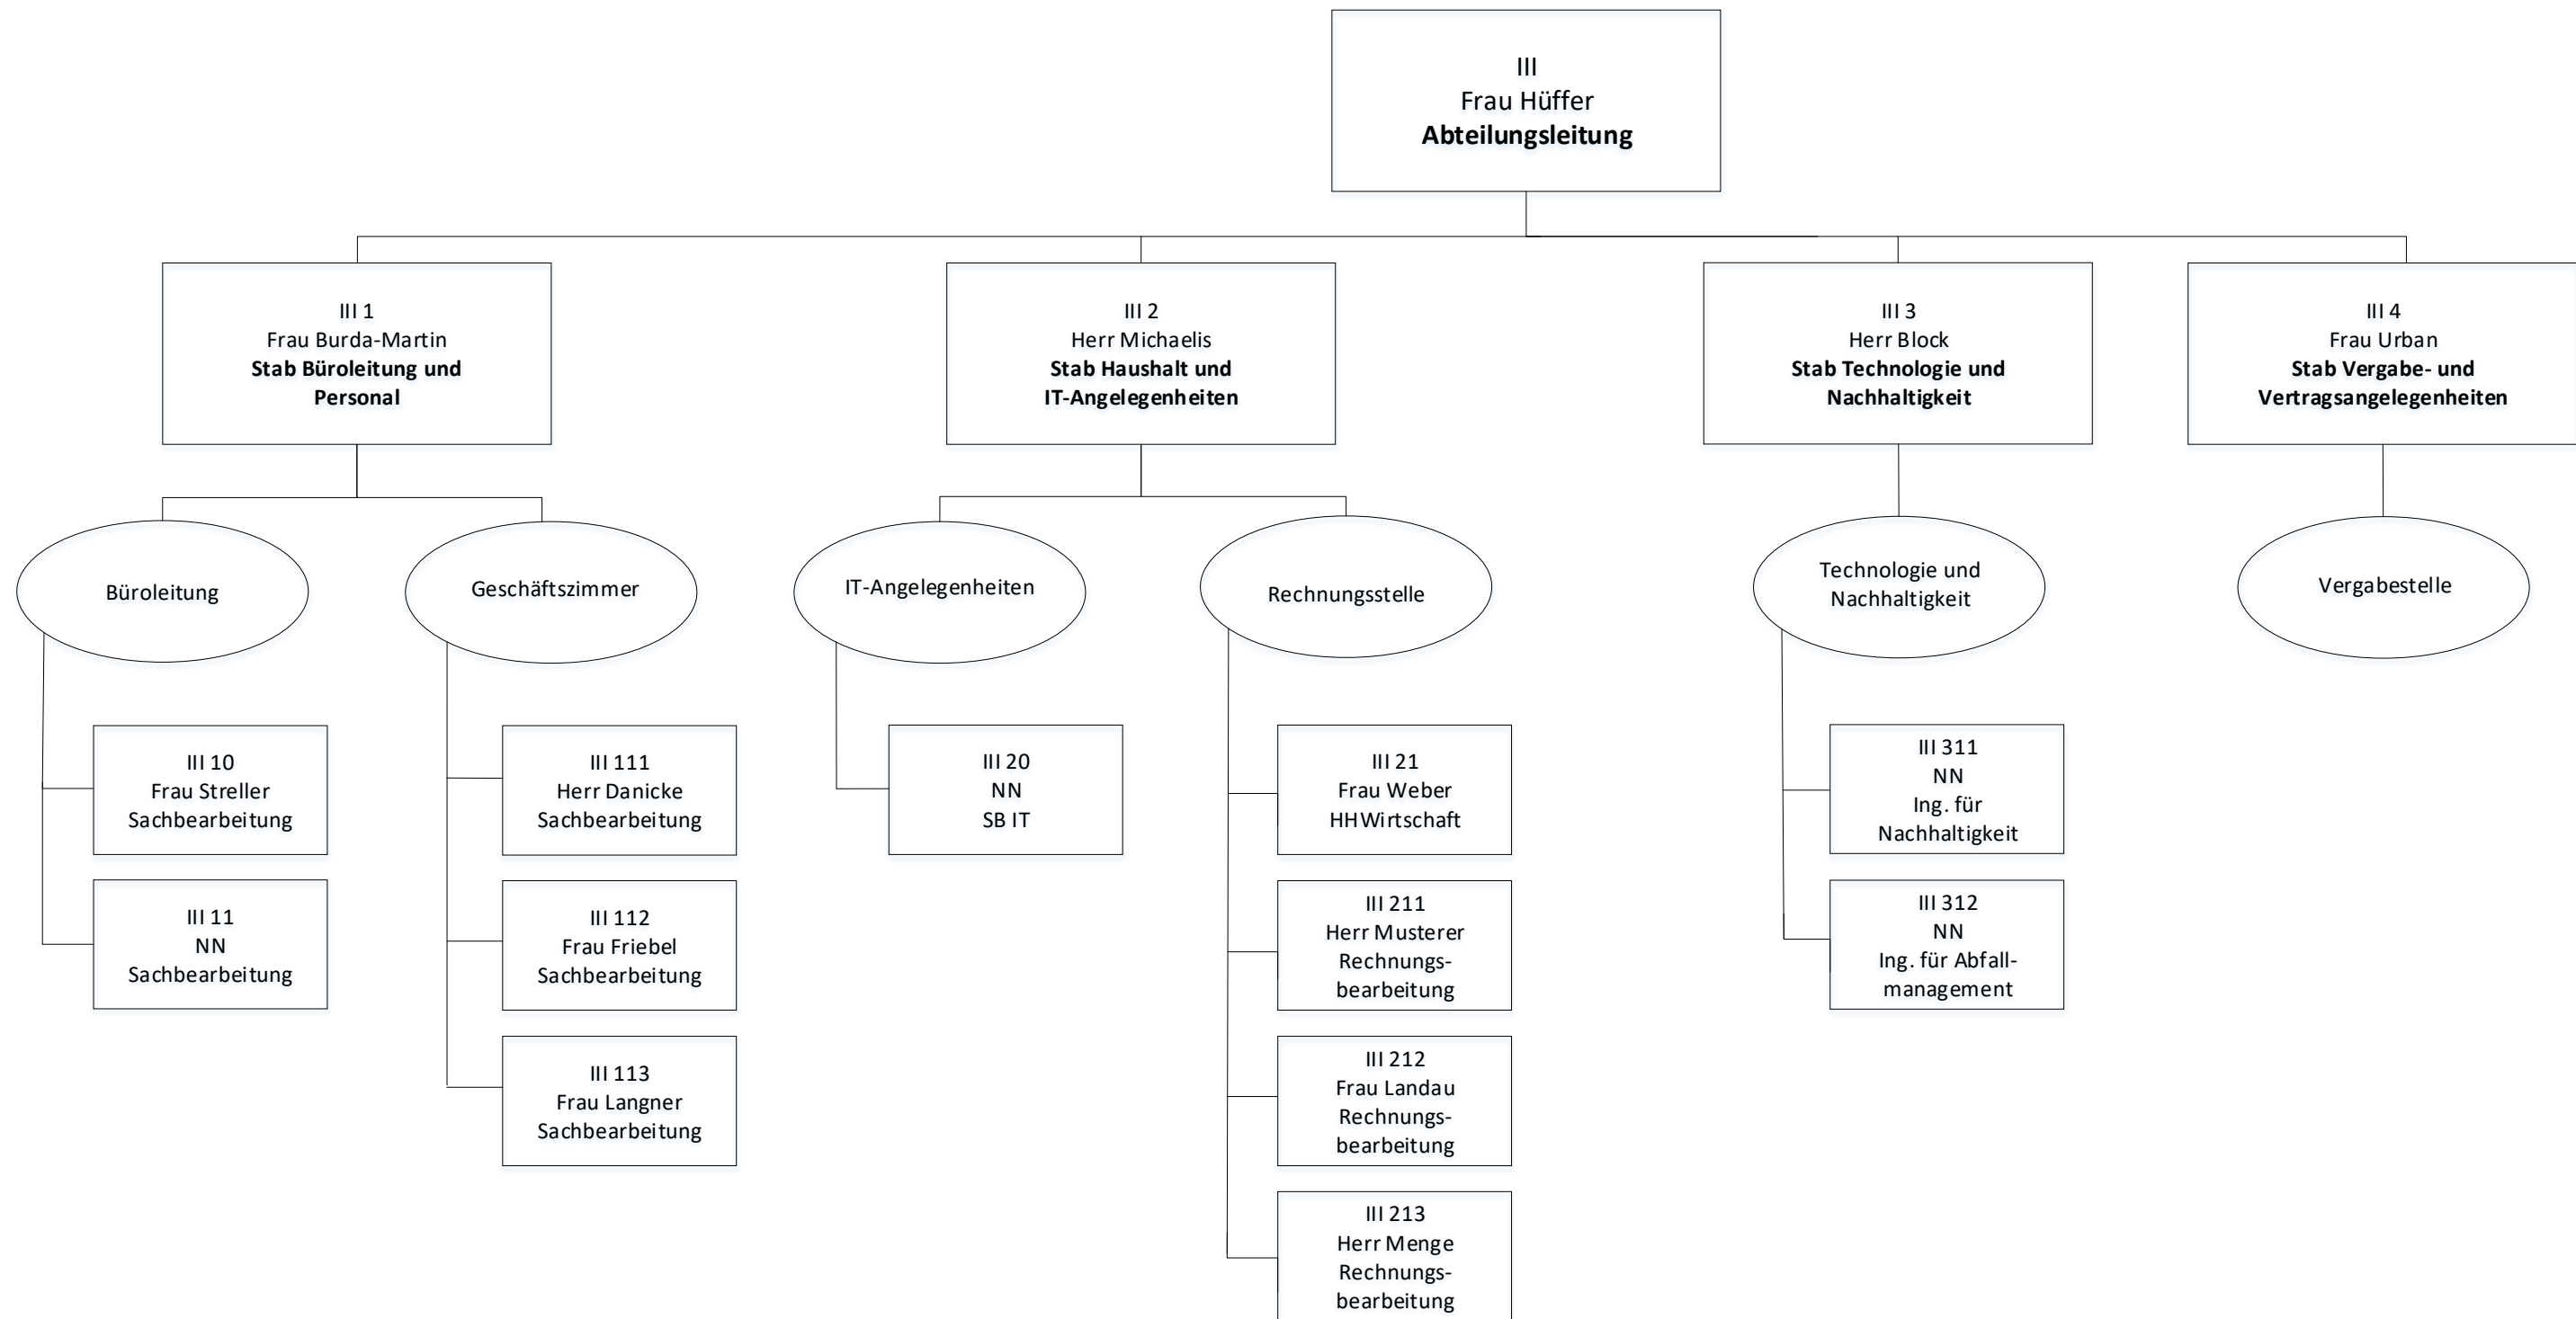 III
Frau Hüffer
Abteilungsleitung
III 1
Frau Burda-Martin
Stab Büroleitung und
Personal
III 2
Herr Michaelis
Stab Haushalt und
IT-Angelegenheiten
III 3
Herr Block
Stab Technologie und
Nachhaltigkeit
III 4
Frau Urban
Stab Vergabe- und
Vertragsangelegenheiten
Büroleitung
Geschäftszimmer
IT-Angelegenheiten
Rechnungsstelle
Technologie und
Nachhaltigkeit
Vergabestelle
III 10
Frau Streller
Sachbearbeitung
III 11
NN
Sachbearbeitung
III 111
Herr Danicke
Sachbearbeitung
III 112
Frau Friebel
Sachbearbeitung
III 113
Frau Langner
Sachbearbeitung
III 20
NN
SB IT
III 21
Frau Weber
HHWirtschaft
III 211
Herr Musterer
Rechnungs-
bearbeitung
III 212
Frau Landau
Rechnungs-
bearbeitung
III 213
Herr Menge
Rechnungs-
bearbeitung
III 311
NN
Ing. für
Nachhaltigkeit
III 312
NN
Ing. für Abfall-
management